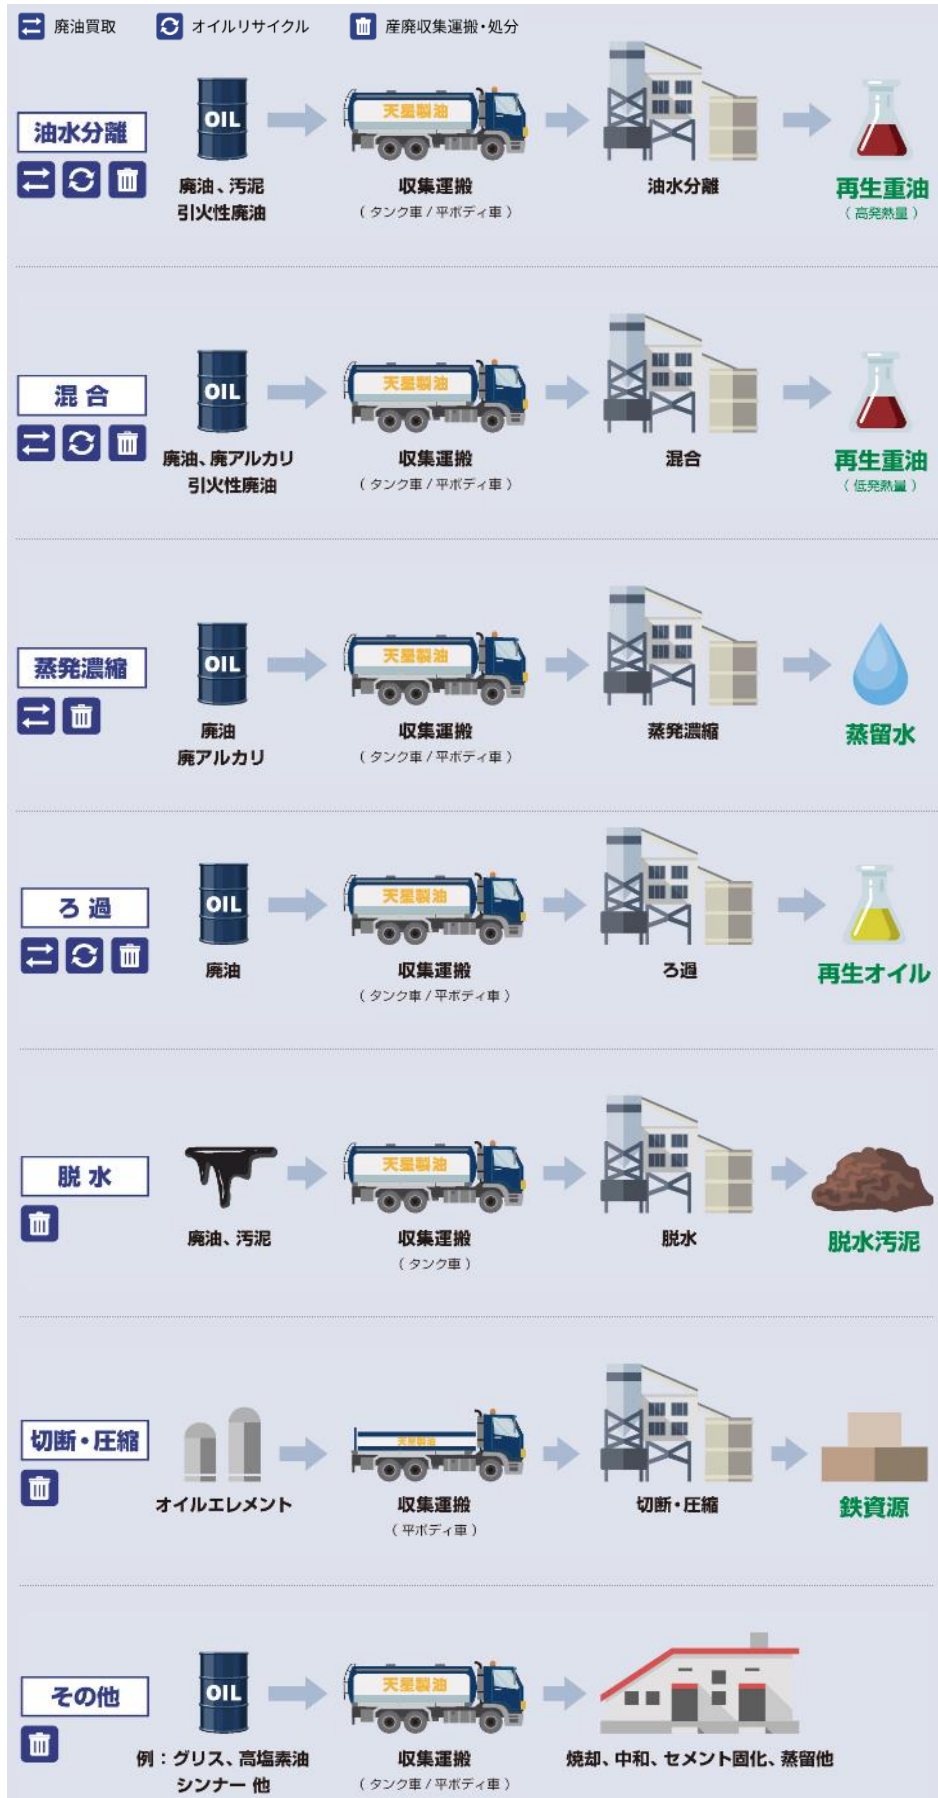 廃油買取
オイルリサイクル
産廃収集運搬・処分
油水分離
OIL
廃油、汚泥
引火性廃油
天星製油
収集運搬
(タンク車/平ボディ車)
油水分離
再生重油
(高発熱量)
混合
OIL
廃油、廃アルカリ
引火性廃油
天星製油
収集運搬
(タンク車/平ボディ車)
混合
再生重油
(低発熱量)
蒸発濃縮
OIL
廃油
廃アルカリ
天星製油
収集運搬
(タンク車/平ボディ車)
蒸発濃縮
蒸留水
ろ過
OIL
廃油
天星製油
収集運搬
(タンク車/平ボディ車)
ろ過
再生オイル
脱水
廃油、汚泥
天星製油
収集運搬
(タンク車)
脱水
脱水汚泥
切断・圧縮
オイルエレメント
天星製油
収集運搬
(平ボディ車)
切断・圧縮
鉄資源
その他
OIL
例:グリス、高塩素油
シンナー 他
天星製油
収集運搬
(タンク車/平ボディ車)
焼却、中和、セメント固化、蒸留他